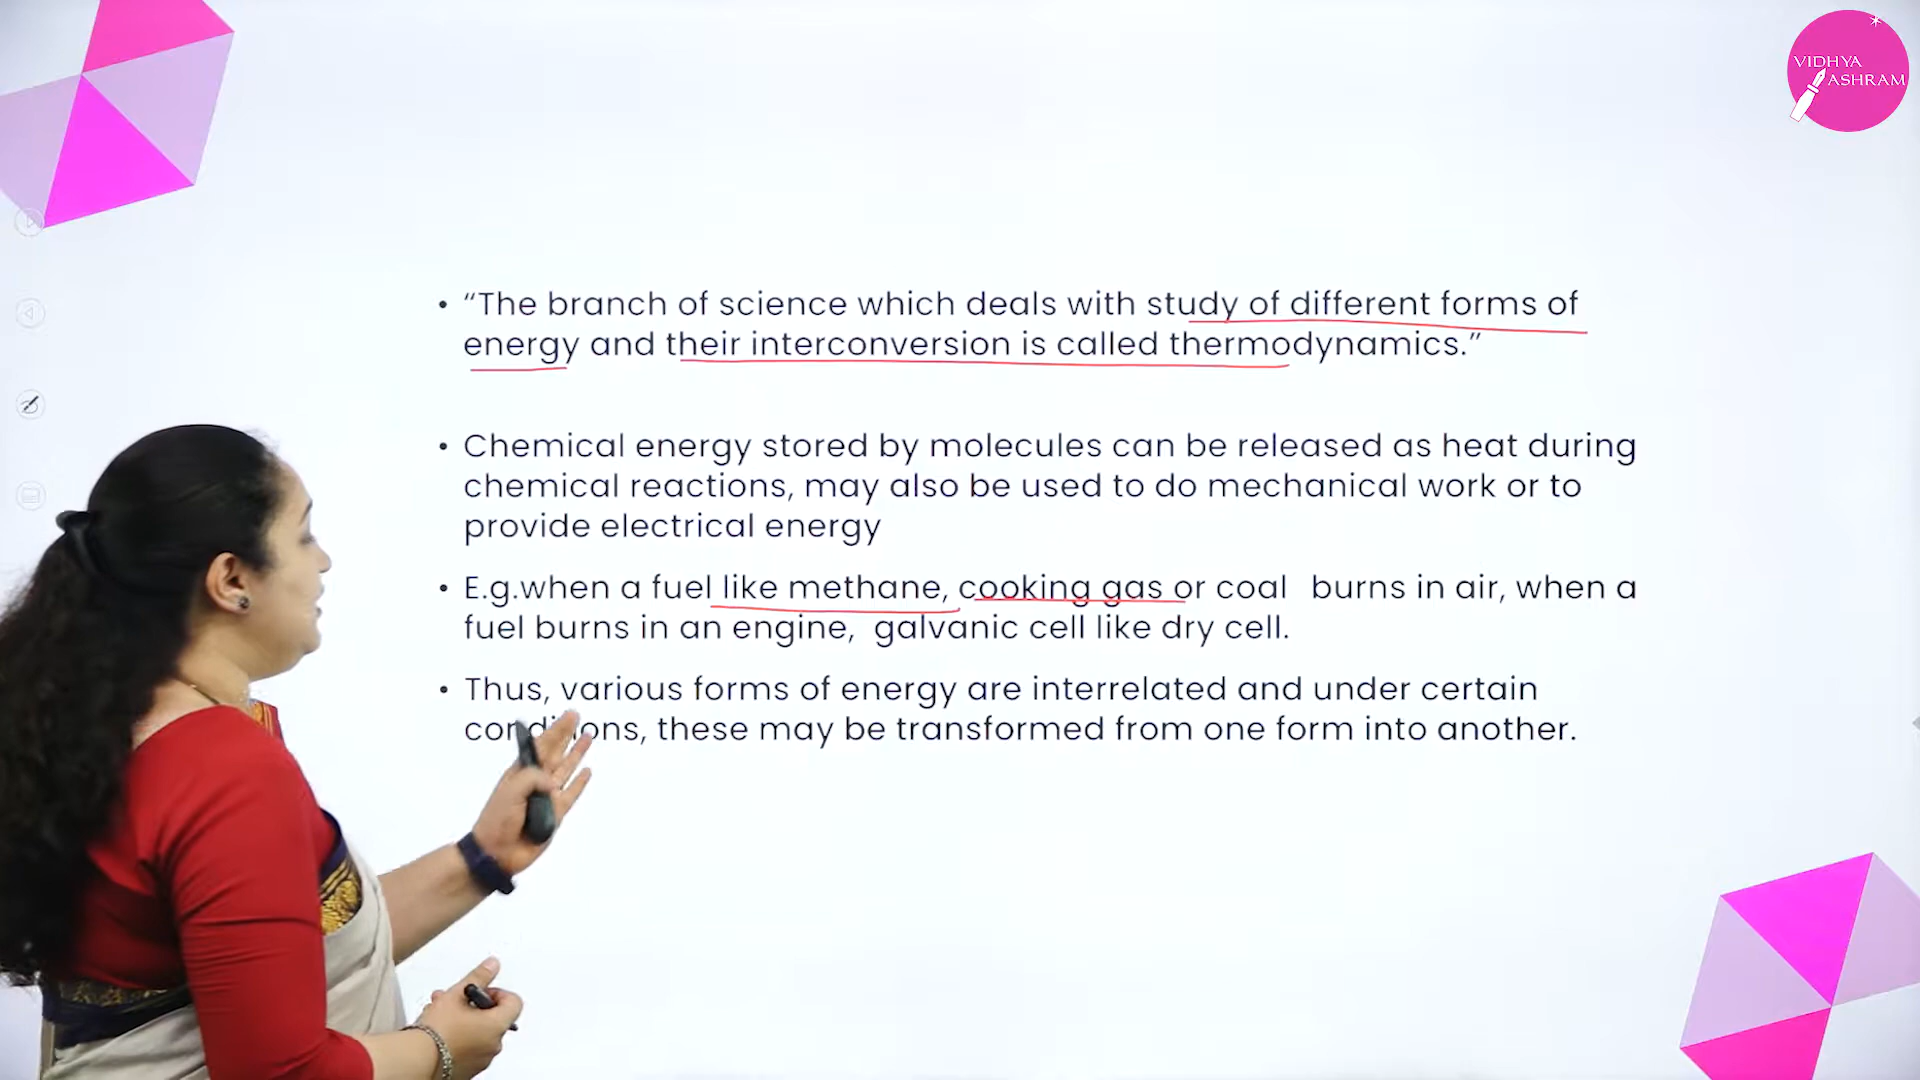 VIDHYA
ASHRAM
• “The branch of science which deals with study of different forms of
energy and their interconversion is called thermodynamics.”
• Chemical energy stored by molecules can be released as heat during
chemical reactions, may also be used to do mechanical work or to
provide electrical energy
• E.g.when a fuel like methane, cooking gas or coal burns in air, when a
fuel burns in an engine, galvanic cell like dry cell.
• Thus, various forms of energy are interrelated and under certain
conditions, these may be transformed from one form into another.